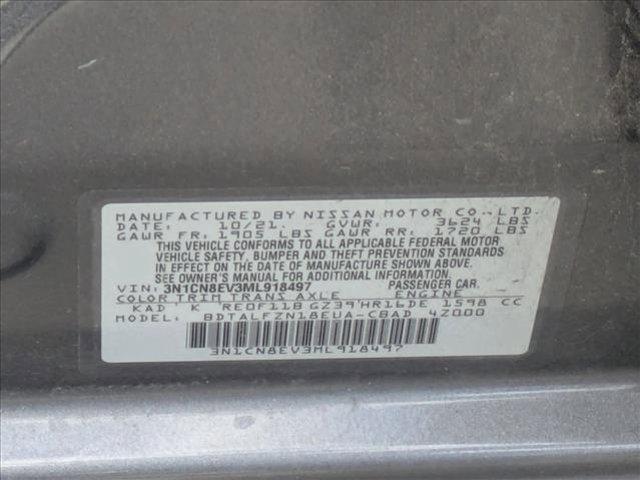 MANUFACTURED BY NISSAN MOTOR CO., LTD.
DATE: 10/21. GVWR: 3624 LBS
GAWR FR: 1905 LBS GAWR RR: 1720 LBS
THIS VEHICLE CONFORMS TO ALL APPLICABLE FEDERAL MOTOR
VEHICLE SAFETY, BUMPER AND THEFT PREVENTION STANDARDS
IN EFFECT ON THE DATE OF MANUFACTURE SHOWN ABOVE.
SEE OWNER'S MANUAL FOR ADDITIONAL INFORMATION.
VIN: 3N1CN8EV3ML918497 PASSENGER CAR.
COLOR TRIM TRANS AXLE ENGINE
KAD K RE0F11B GZ39 HR16DE 1598 CC
MODEL: BDTALFZN18EUA-CBAD 4Z000
3N1CN8EV3ML918497